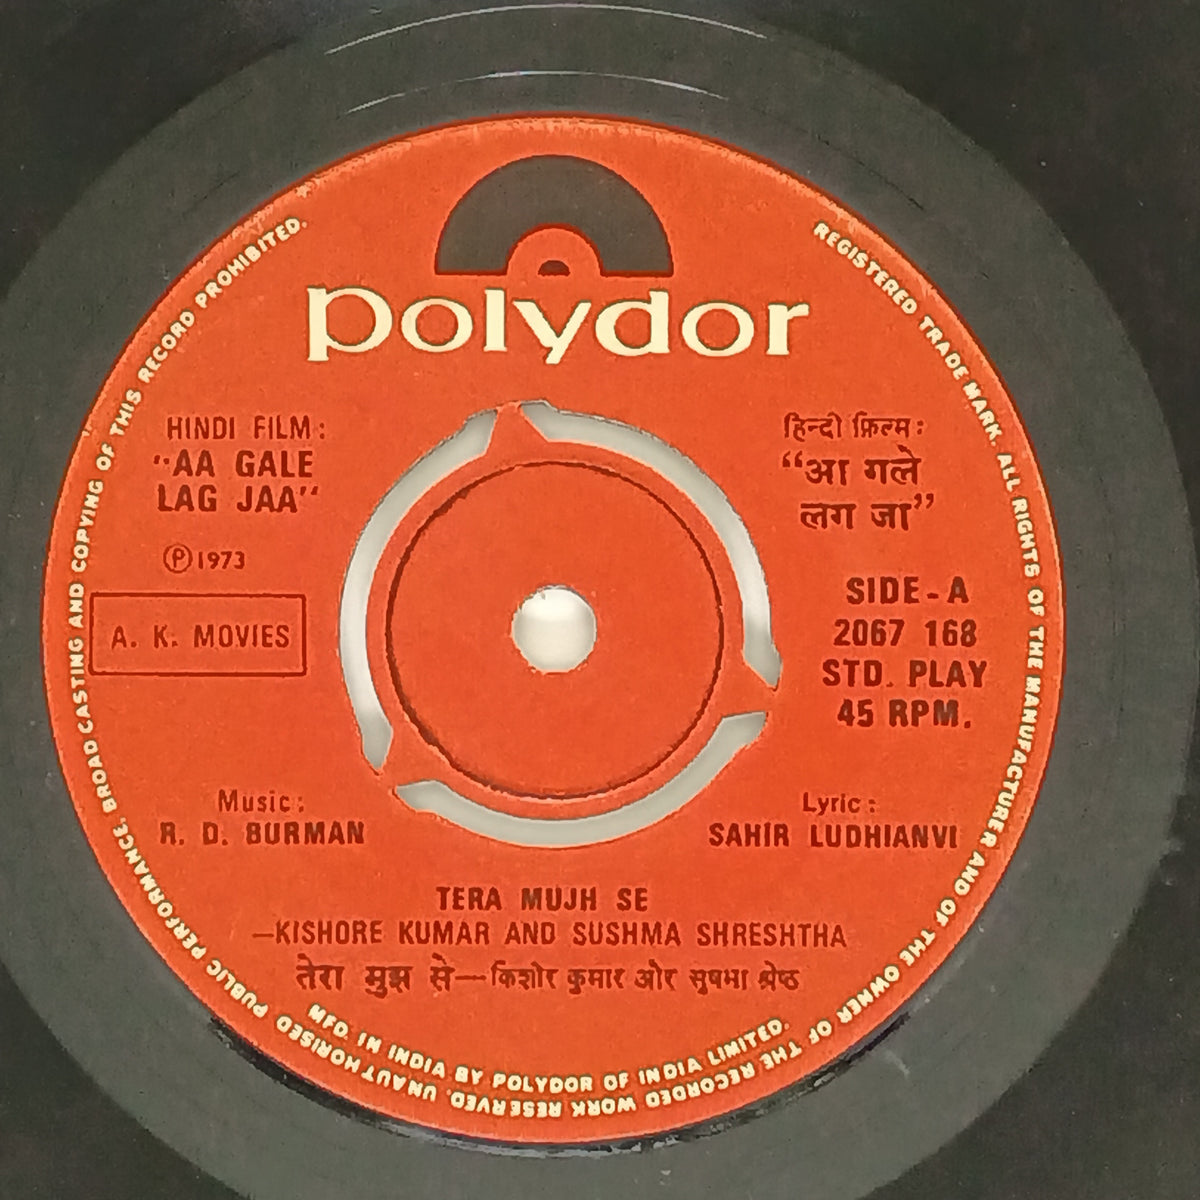 polydor
HINDI FILM:
"AA GALE
LAG JAA"
Ⓟ1973
A. K. MOVIES
हिन्दी फ़िल्म:
“आ गले
लग जा”
SIDE-A
2067 168
STD. PLAY
45 RPM.
Music:
R. D. BURMAN
Lyric:
SAHIR LUDHIANVI
TERA MUJH SE
—KISHORE KUMAR AND SUSHMA SHRESHTHA
तेरा मुझ से—किशोर कुमार और सुषमा श्रेष्ठ
MFD. IN INDIA BY POLYDOR OF INDIA LIMITED.
REGISTERED TRADE MARK. ALL RIGHTS OF THE MANUFACTURER AND OF THE OWNER OF THE RECORDED WORK RESERVED. UNAUTHORISED PUBLIC PERFORMANCE, BROADCASTING AND COPYING OF THIS RECORD PROHIBITED.